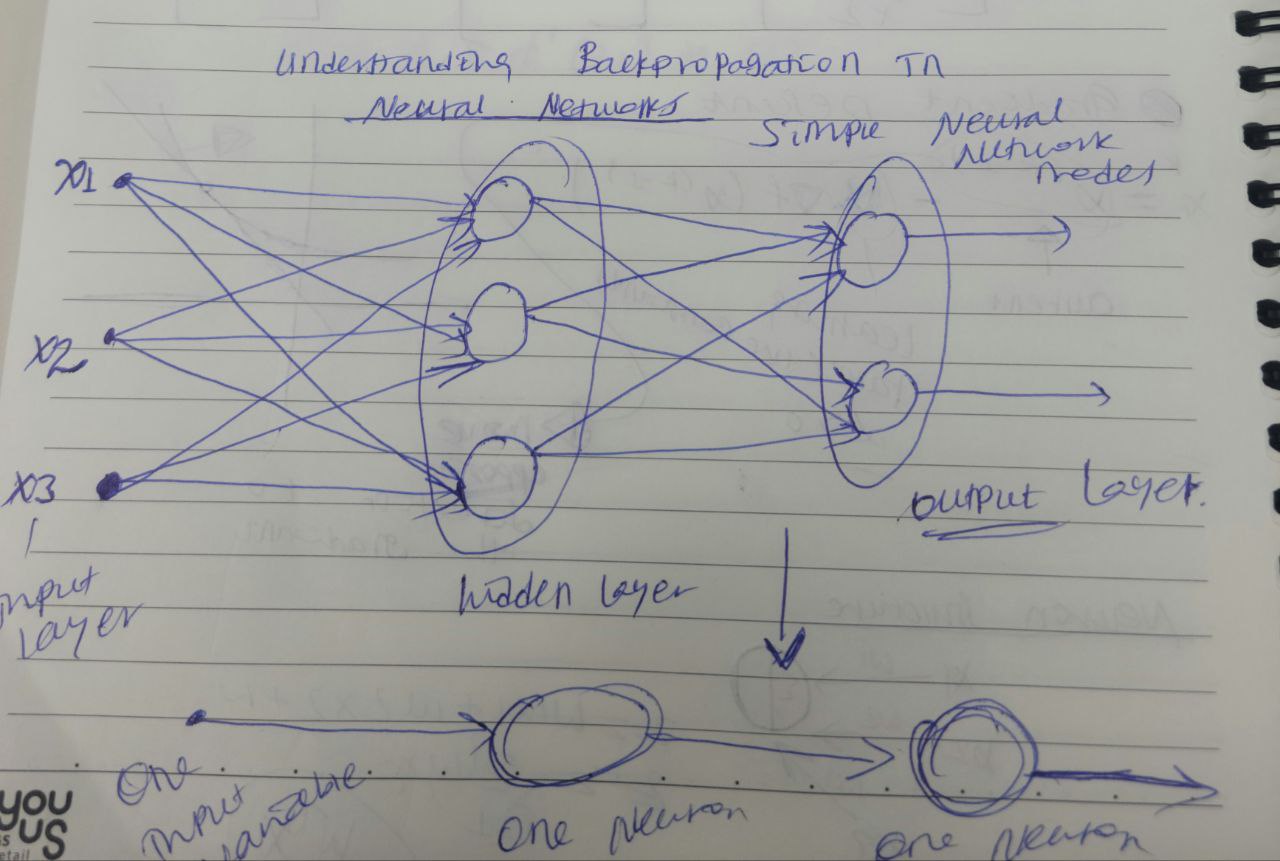 Understanding Backpropagation In
Neural Networks
Simple Neural
Network
Model
x1
x2
x3
Input
Layer
hidden layer
output Layer.
One
Input
Variable
One Neuron
One Neuron
YOU
US
etail